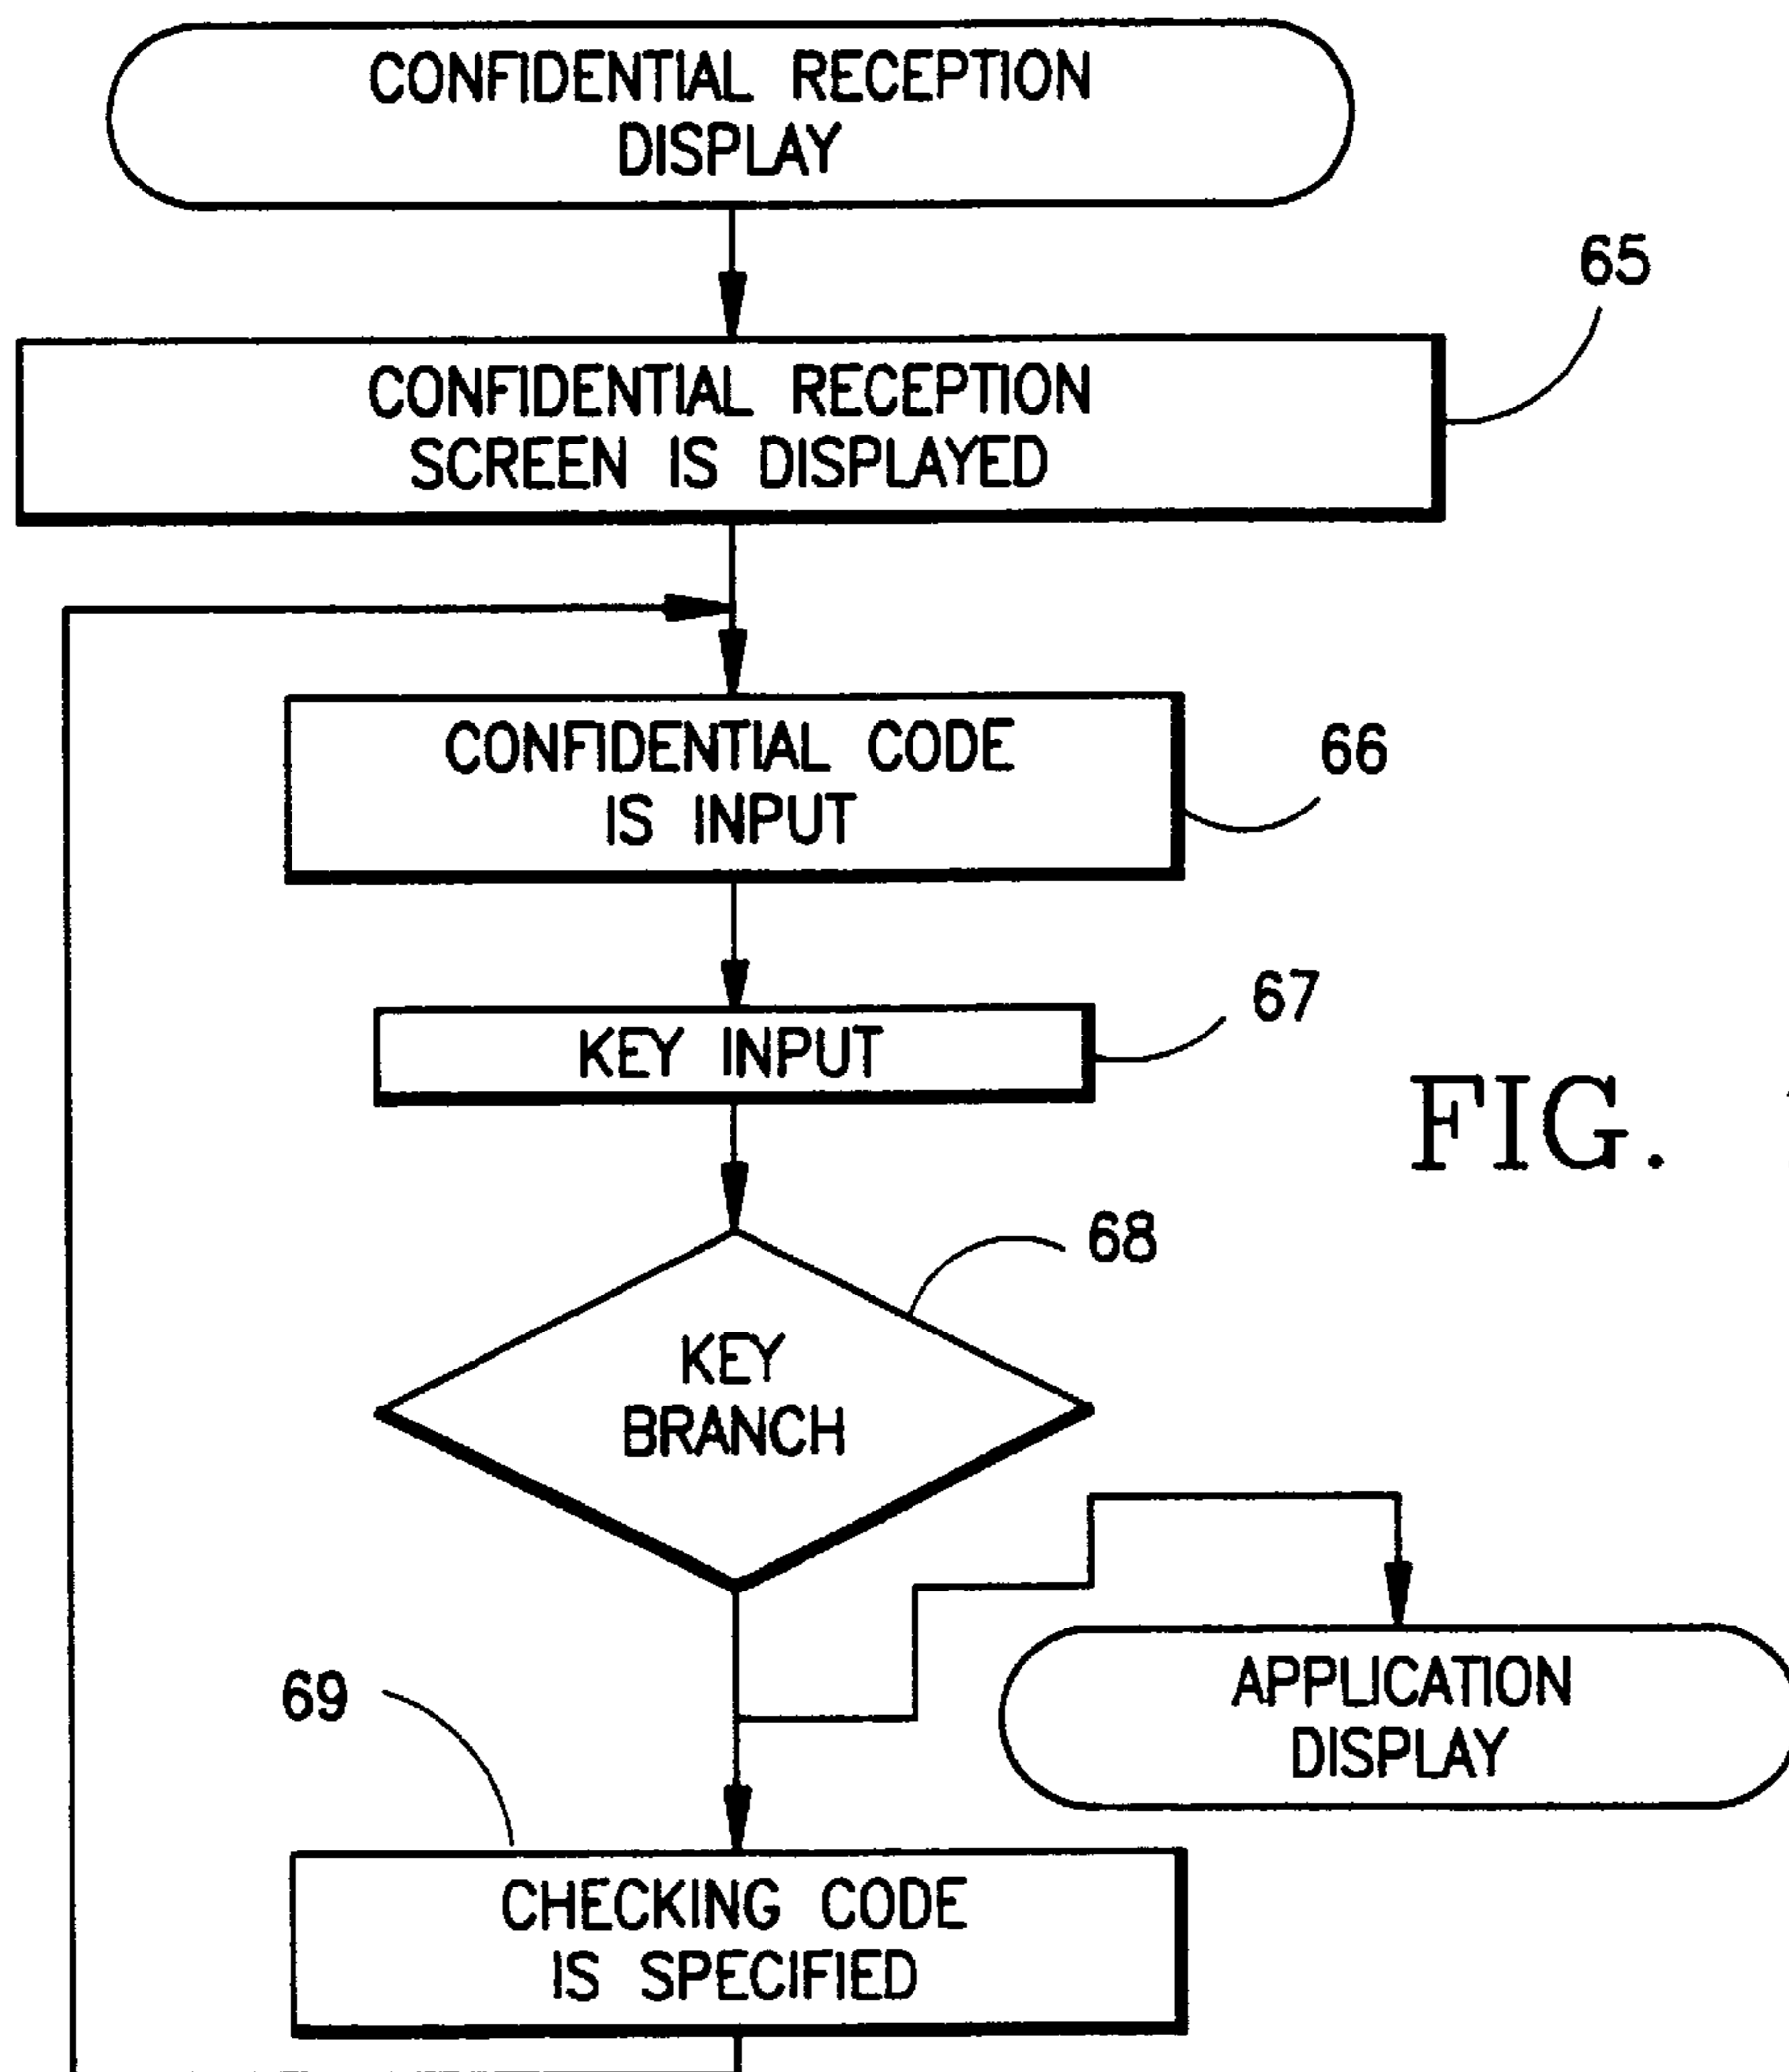 CONFIDENTIAL RECEPTION
DISPLAY
65
CONFIDENTIAL RECEPTION
SCREEN IS DISPLAYED
CONFIDENTIAL CODE
IS INPUT
66
KEY INPUT
67
FIG.
68
KEY
BRANCH
APPLICATION
DISPLAY
69
CHECKING CODE
IS SPECIFIED